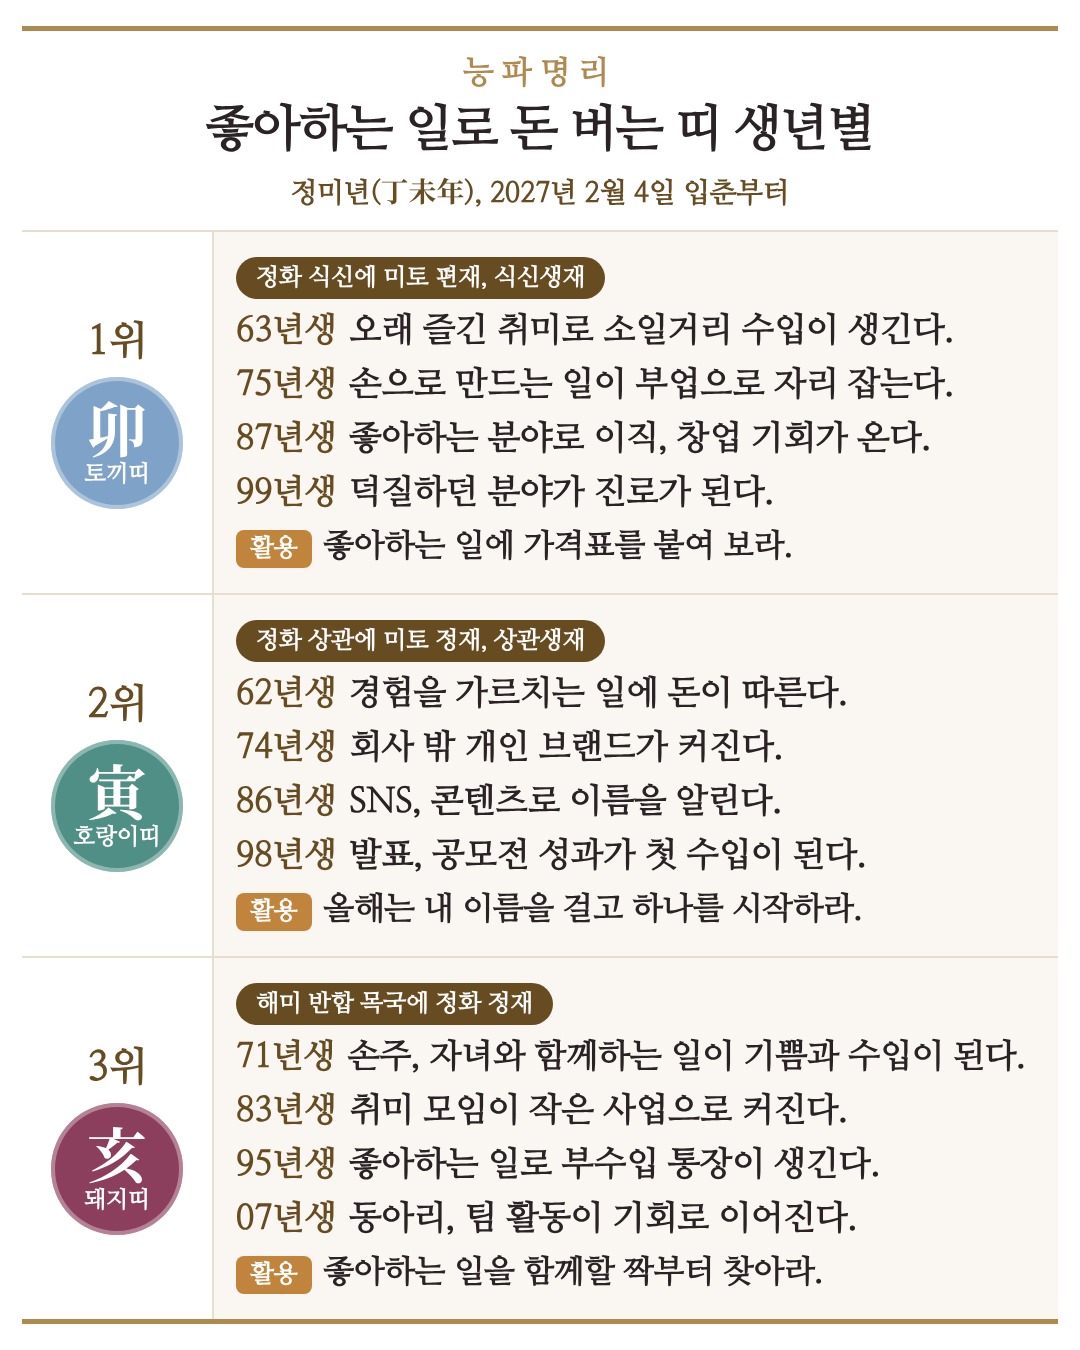 능파명리
좋아하는 일로 돈 버는 띠 생년별
정미년(丁未年), 2027년 2월 4일 입춘부터
1위
卯
토끼띠
정화 식신에 미토 편재, 식신생재
63년생 오래 즐긴 취미로 소일거리 수입이 생긴다.
75년생 손으로 만드는 일이 부업으로 자리 잡는다.
87년생 좋아하는 분야로 이직, 창업 기회가 온다.
99년생 덕질하던 분야가 진로가 된다.
활용 좋아하는 일에 가격표를 붙여 보라.
2위
寅
호랑이띠
정화 상관에 미토 정재, 상관생재
62년생 경험을 가르치는 일에 돈이 따른다.
74년생 회사 밖 개인 브랜드가 커진다.
86년생 SNS, 콘텐츠로 이름을 알린다.
98년생 발표, 공모전 성과가 첫 수입이 된다.
활용 올해는 내 이름을 걸고 하나를 시작하라.
3위
亥
돼지띠
해미 반합 목국에 정화 정재
71년생 손주, 자녀와 함께하는 일이 기쁨과 수입이 된다.
83년생 취미 모임이 작은 사업으로 커진다.
95년생 좋아하는 일로 부수입 통장이 생긴다.
07년생 동아리, 팀 활동이 기회로 이어진다.
활용 좋아하는 일을 함께할 짝부터 찾아라.